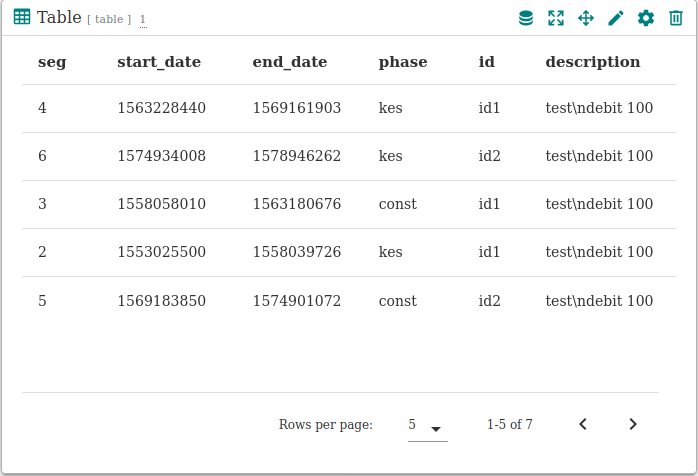 Table [ table ] 1
seg start_date end_date phase id description
4 1563228440 1569161903 kes id1 test\ndebit 100
6 1574934008 1578946262 kes id2 test\ndebit 100
3 1558058010 1563180676 const id1 test\ndebit 100
2 1553025500 1558039726 kes id1 test\ndebit 100
5 1569183850 1574901072 const id2 test\ndebit 100
Rows per page: 5 1-5 of 7